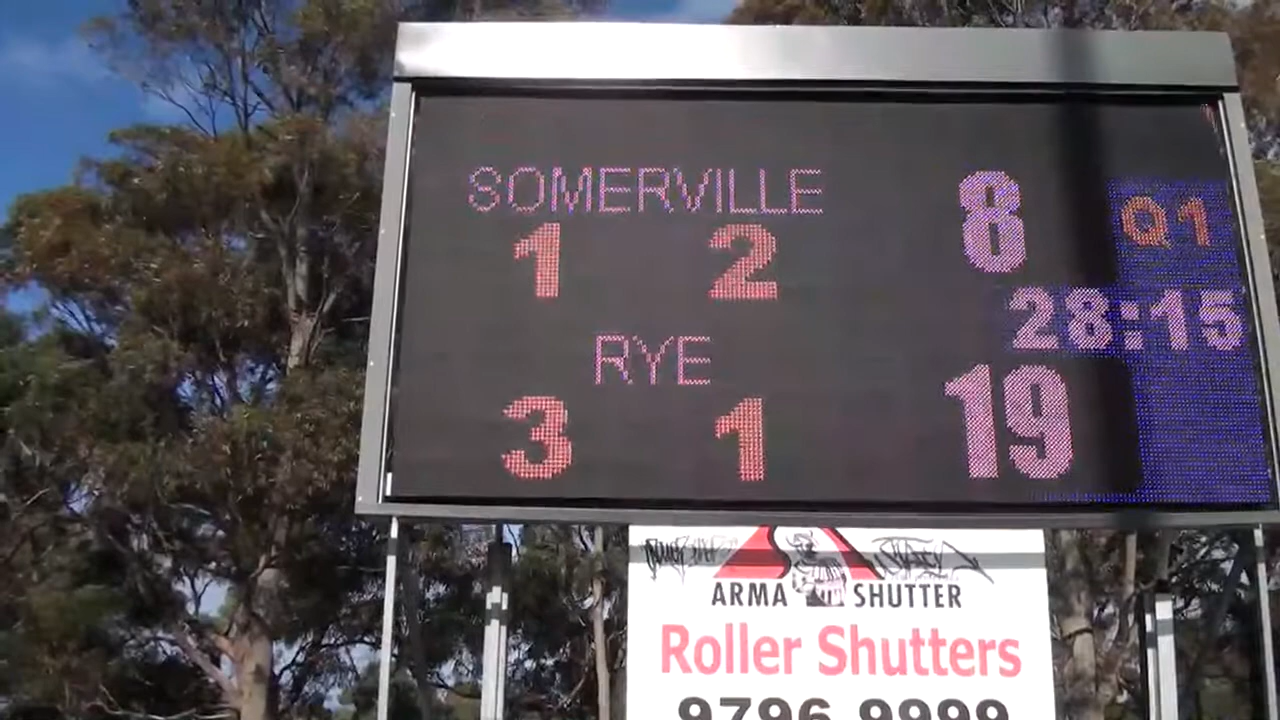 SOMERVILLE
1 2 8
Q1
28:15
RYE
3 1 19
ARMA SHUTTER
Roller Shutters
9796 9999